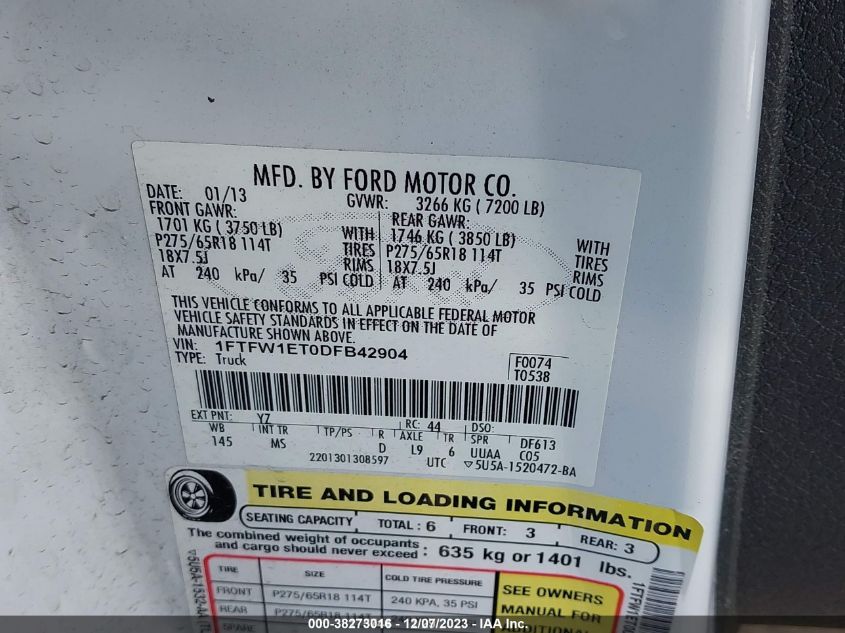 MFD. BY FORD MOTOR CO.
DATE: 01/13 GVWR: 3266 KG ( 7200 LB)
FRONT GAWR: REAR GAWR:
1701 KG ( 3750 LB) WITH 1746 KG ( 3850 LB) WITH
P275/65R18 114T TIRES P275/65R18 114T TIRES
18X7.5J RIMS 18X7.5J RIMS
AT 240 kPa/ 35 PSI COLD AT 240 kPa/ 35 PSI COLD
THIS VEHICLE CONFORMS TO ALL APPLICABLE FEDERAL MOTOR
VEHICLE SAFETY STANDARDS IN EFFECT ON THE DATE OF
MANUFACTURE SHOWN ABOVE.
VIN: 1FTFW1ET0DFB42904
TYPE: Truck
F0074
T0538
EXT PNT: YZ RC: 44 DSO:
WB INT TR TP/PS R AXLE TR SPR DF613
145 MS D L9 6 UUAA C05
2201301308597 UTC ▽5U5A-1520472-BA
TIRE AND LOADING INFORMATION
SEATING CAPACITY TOTAL : 6 FRONT: 3 REAR: 3
The combined weight of occupants
and cargo should never exceed : 635 kg or 1401 lbs.
TIRE SIZE COLD TIRE PRESSURE
FRONT P275/65R18 114T 240 KPA, 35 PSI
REAR P275/65R18 114T
SPARE
SEE OWNERS
MANUAL FOR
ADDITIONAL
000-38273016 - 12/07/2023 - IAA Inc.